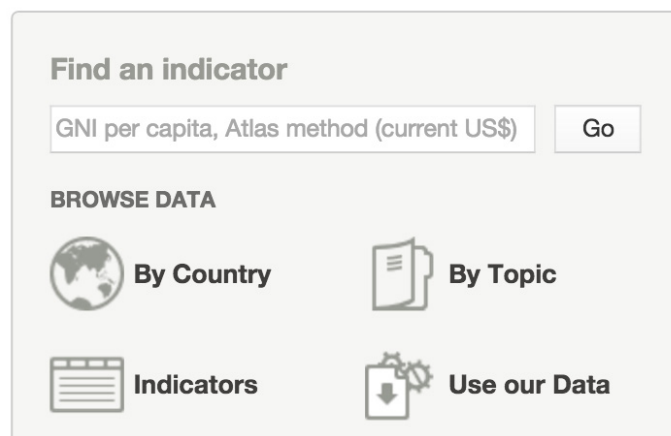 Find an indicator
GNI per capita, Atlas method (current US$) Go
BROWSE DATA
By Country By Topic
Indicators Use our Data